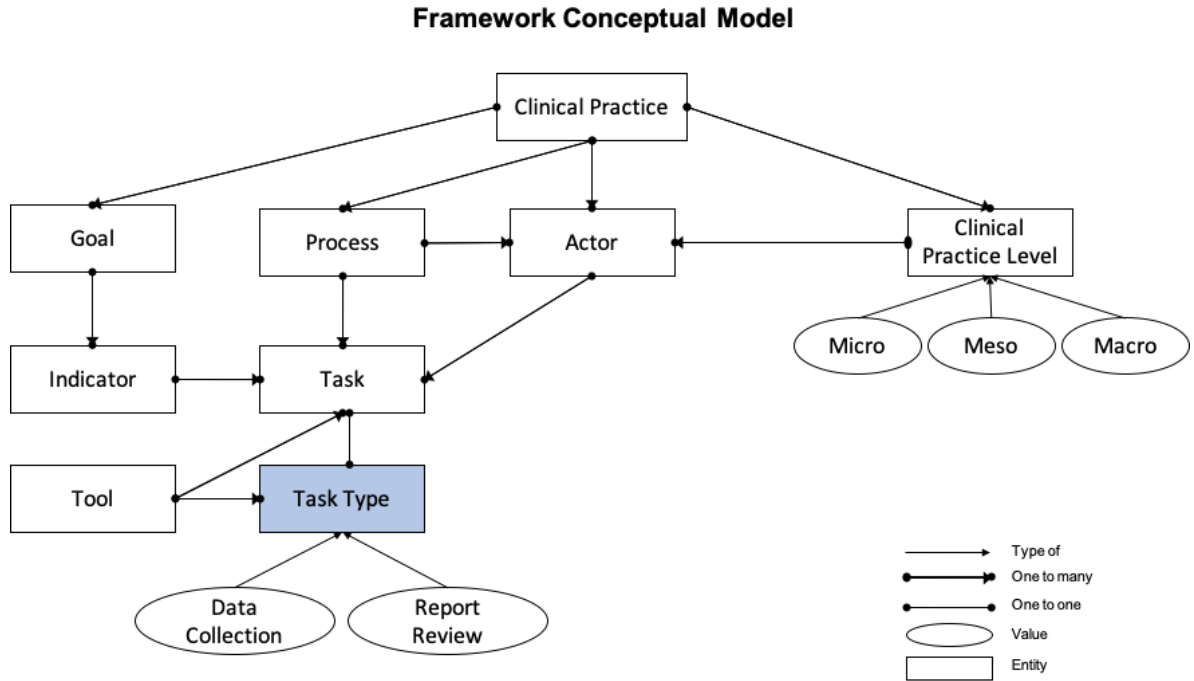 Framework Conceptual Model
Clinical Practice
Goal
Process
Actor
Clinical
Practice Level
Micro
Meso
Macro
Indicator
Task
Tool
Task Type
Data
Collection
Report
Review
Type of
One to many
One to one
Value
Entity